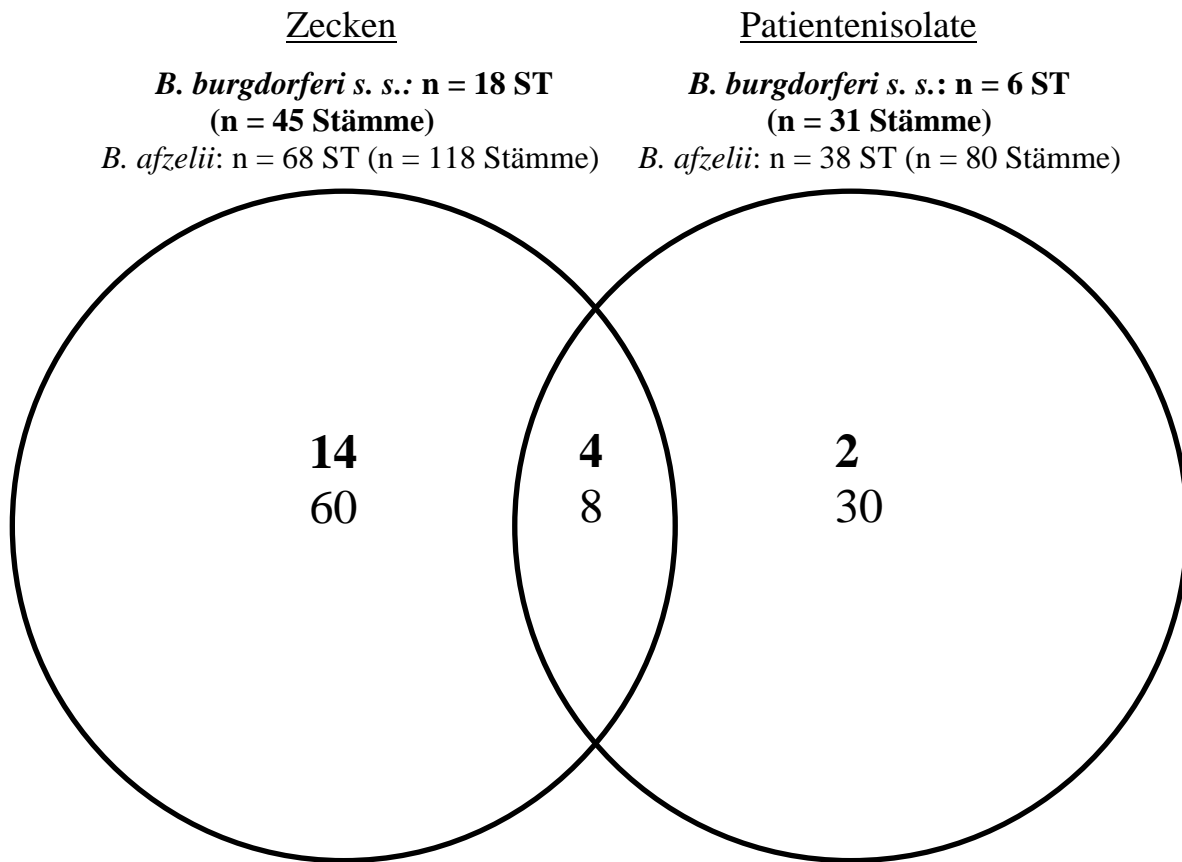 Zecken
B. burgdorferi s. s.: n = 18 ST
(n = 45 Stämme)
B. afzelii: n = 68 ST (n = 118 Stämme)
Patientenisolate
B. burgdorferi s. s.: n = 6 ST
(n = 31 Stämme)
B. afzelii: n = 38 ST (n = 80 Stämme)
14
60
4
8
2
30